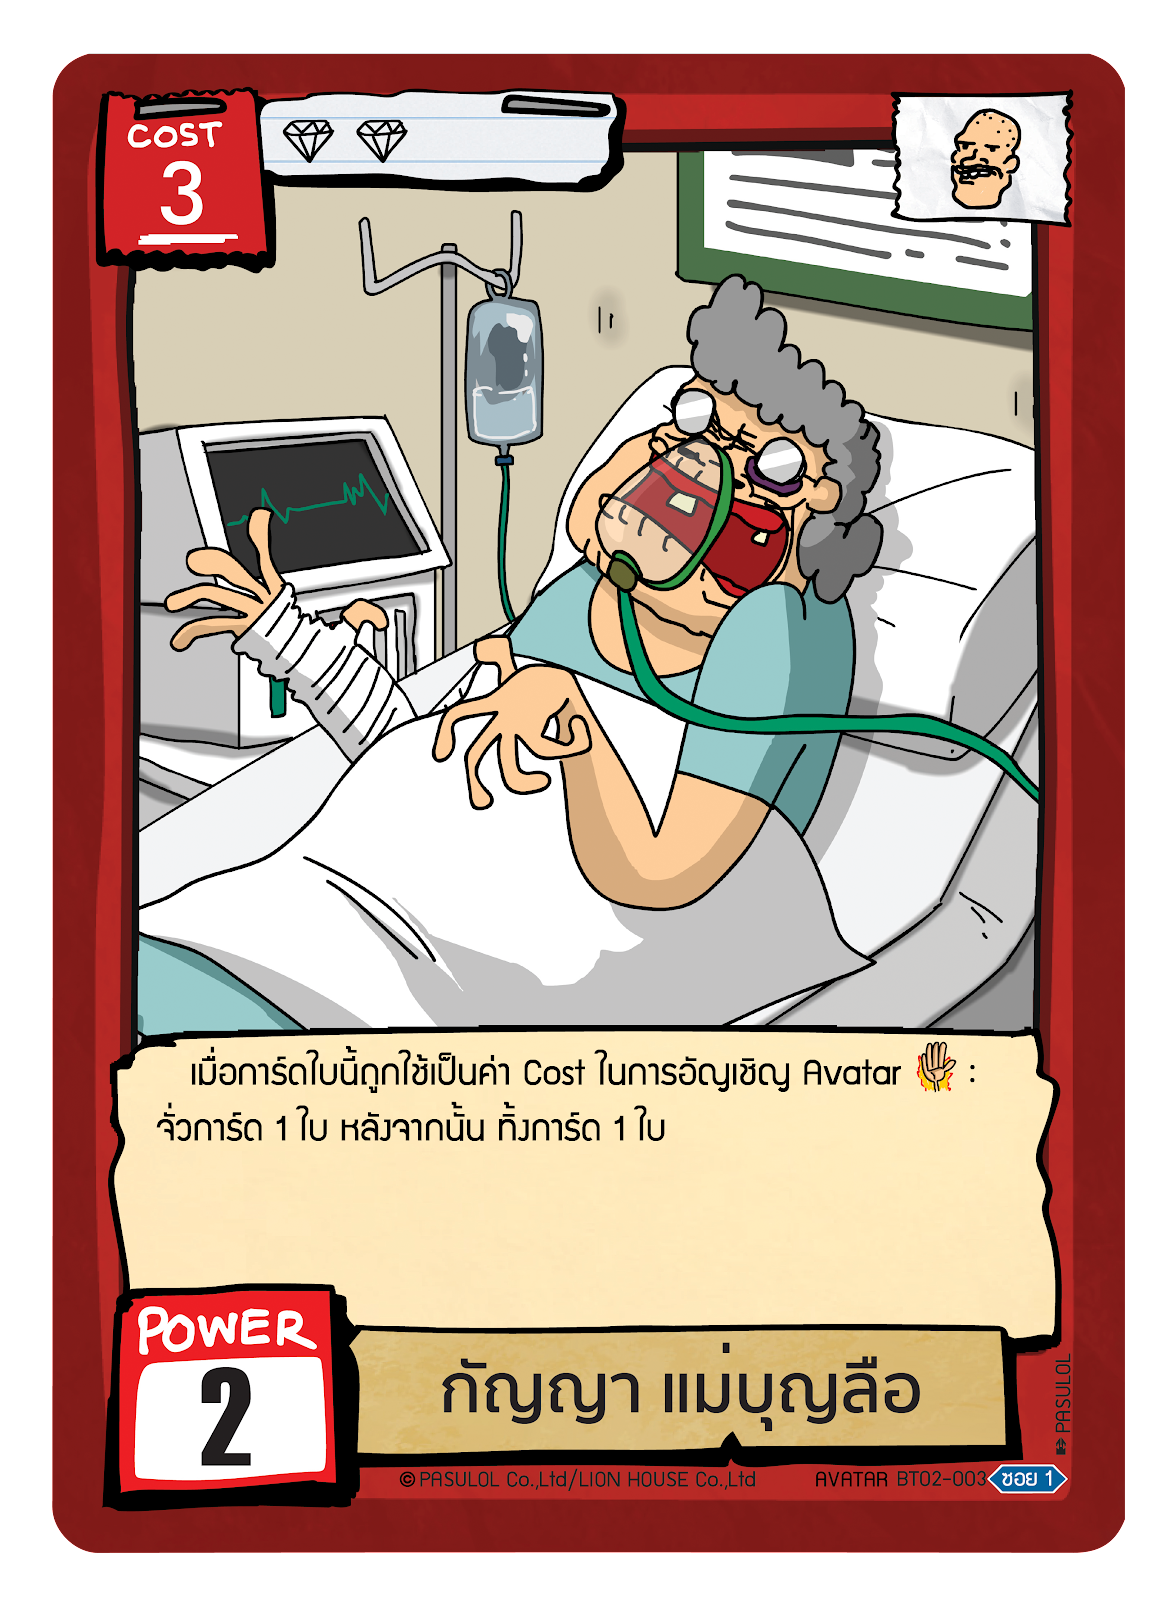 COST
3
เมื่อการ์ดใบนี้ถูกใช้เป็นค่า Cost ในการอัญเชิญ Avatar :
จั่วการ์ด 1 ใบ หลังจากนั้น ทิ้งการ์ด 1 ใบ
POWER
2
กัญญา แม่บุญลือ
PASULOL
© PASULOL Co.,Ltd/LION HOUSE Co.,Ltd
AVATAR BT02-003 ซอย 1